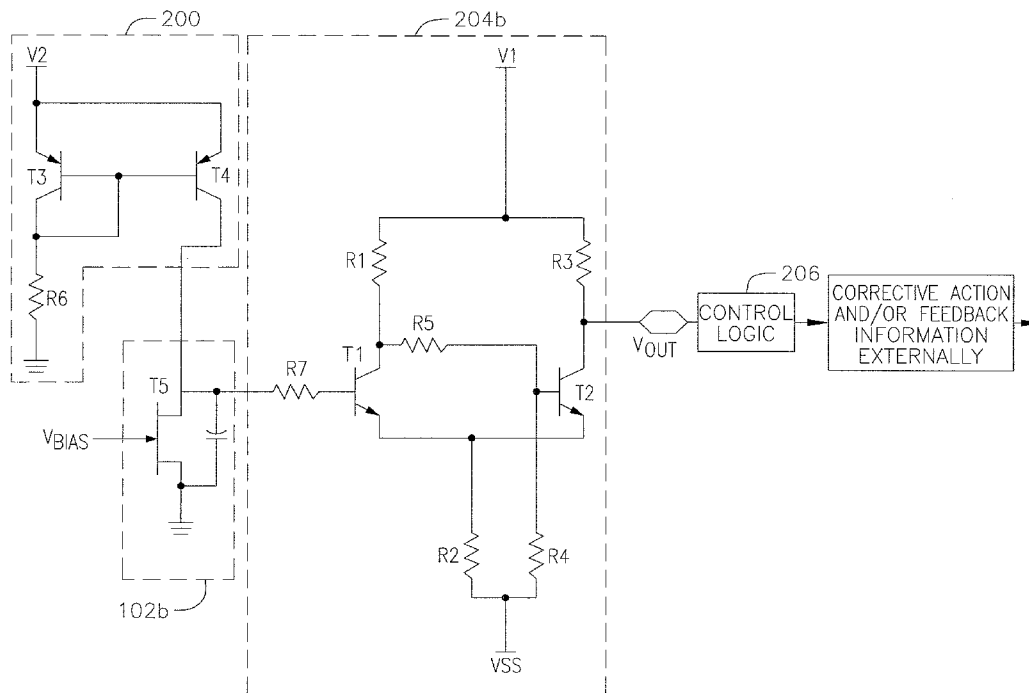 200
204b
V2
V1
T3
T4
R1
R3
206
R6
R5
CONTROL
LOGIC
CORRECTIVE ACTION
AND/OR FEEDBACK
INFORMATION
EXTERNALLY
VOUT
T1
T5
R7
T2
VBIAS
R2
R4
102b
VSS